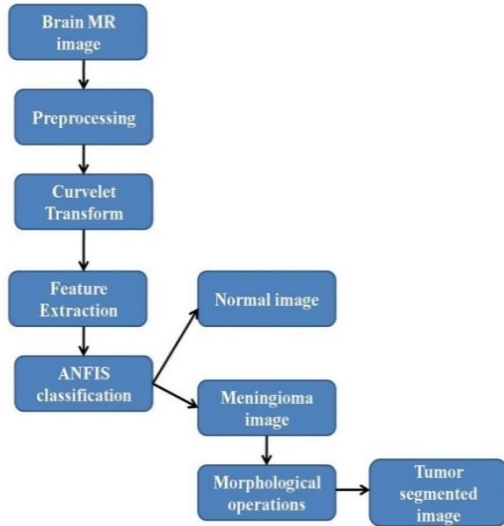 Brain MR
image
Preprocessing
Curvelet
Transform
Feature
Extraction
Normal image
ANFIS
classification
Meningioma
image
Morphological
operations
Tumor
segmented
image